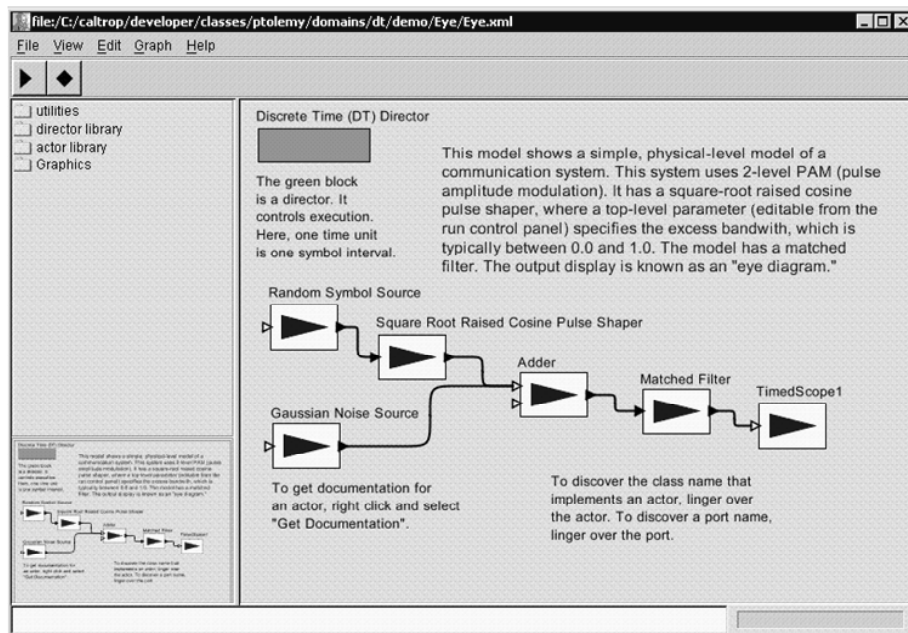 file:/C:/caltrop/developer/classes/ptolemy/domains/dt/demo/Eye/Eye.xml
File View Edit Graph Help
utilities
director library
actor library
Graphics
Discrete Time (DT) Director
The green block
is a director. It
controls execution.
Here, one time unit
is one symbol interval.
This model shows a simple, physical-level model of a
communication system. This system uses 2-level PAM (pulse
amplitude modulation). It has a square-root raised cosine
pulse shaper, where a top-level parameter (editable from the
run control panel) specifies the excess bandwith, which is
typically between 0.0 and 1.0. The model has a matched
filter. The output display is known as an "eye diagram."
Random Symbol Source
Square Root Raised Cosine Pulse Shaper
Adder
Matched Filter
TimedScope1
Gaussian Noise Source
To get documentation for
an actor, right click and select
"Get Documentation".
To discover the class name that
implements an actor, linger over
the actor. To discover a port name,
linger over the port.